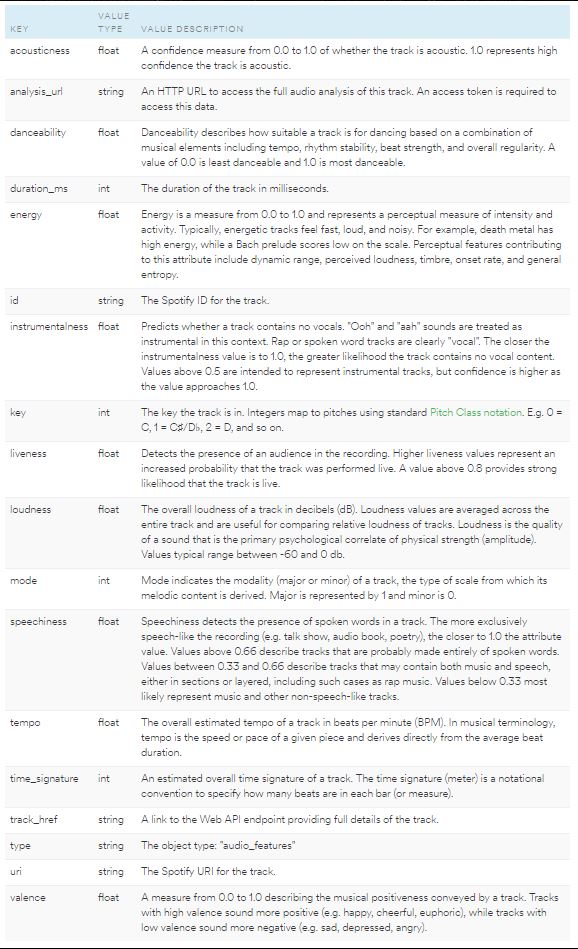 KEY VALUE TYPE VALUE DESCRIPTION
acousticness float A confidence measure from 0.0 to 1.0 of whether the track is acoustic. 1.0 represents high
confidence the track is acoustic.
analysis_url string An HTTP URL to access the full audio analysis of this track. An access token is required to
access this data.
danceability float Danceability describes how suitable a track is for dancing based on a combination of
musical elements including tempo, rhythm stability, beat strength, and overall regularity. A
value of 0.0 is least danceable and 1.0 is most danceable.
duration_ms int The duration of the track in milliseconds.
energy float Energy is a measure from 0.0 to 1.0 and represents a perceptual measure of intensity and
activity. Typically, energetic tracks feel fast, loud, and noisy. For example, death metal has
high energy, while a Bach prelude scores low on the scale. Perceptual features contributing
to this attribute include dynamic range, perceived loudness, timbre, onset rate, and general
entropy.
id string The Spotify ID for the track.
instrumentalness float Predicts whether a track contains no vocals. "Ooh" and "aah" sounds are treated as
instrumental in this context. Rap or spoken word tracks are clearly "vocal". The closer the
instrumentalness value is to 1.0, the greater likelihood the track contains no vocal content.
Values above 0.5 are intended to represent instrumental tracks, but confidence is higher as
the value approaches 1.0.
key int The key the track is in. Integers map to pitches using standard Pitch Class notation. E.g. 0 =
C, 1 = C♯/D♭, 2 = D, and so on.
liveness float Detects the presence of an audience in the recording. Higher liveness values represent an
increased probability that the track was performed live. A value above 0.8 provides strong
likelihood that the track is live.
loudness float The overall loudness of a track in decibels (dB). Loudness values are averaged across the
entire track and are useful for comparing relative loudness of tracks. Loudness is the quality
of a sound that is the primary psychological correlate of physical strength (amplitude).
Values typical range between -60 and 0 db.
mode int Mode indicates the modality (major or minor) of a track, the type of scale from which its
melodic content is derived. Major is represented by 1 and minor is 0.
speechiness float Speechiness detects the presence of spoken words in a track. The more exclusively
speech-like the recording (e.g. talk show, audio book, poetry), the closer to 1.0 the attribute
value. Values above 0.66 describe tracks that are probably made entirely of spoken words.
Values between 0.33 and 0.66 describe tracks that may contain both music and speech,
either in sections or layered, including such cases as rap music. Values below 0.33 most
likely represent music and other non-speech-like tracks.
tempo float The overall estimated tempo of a track in beats per minute (BPM). In musical terminology,
tempo is the speed or pace of a given piece and derives directly from the average beat
duration.
time_signature int An estimated overall time signature of a track. The time signature (meter) is a notational
convention to specify how many beats are in each bar (or measure).
track_href string A link to the Web API endpoint providing full details of the track.
type string The object type: "audio_features"
uri string The Spotify URI for the track.
valence float A measure from 0.0 to 1.0 describing the musical positiveness conveyed by a track. Tracks
with high valence sound more positive (e.g. happy, cheerful, euphoric), while tracks with
low valence sound more negative (e.g. sad, depressed, angry).